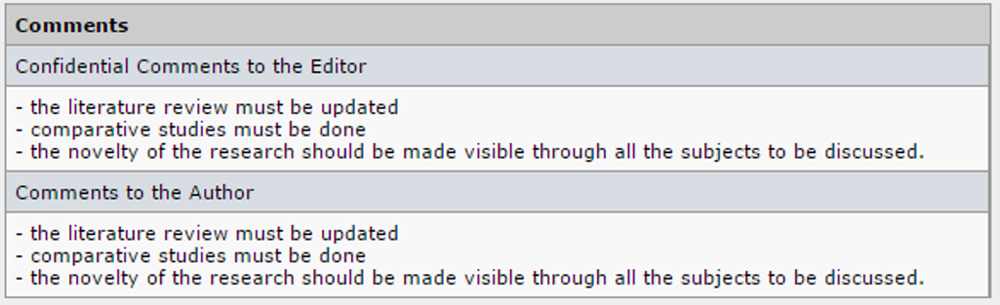 Comments
Confidential Comments to the Editor
- the literature review must be updated
- comparative studies must be done
- the novelty of the research should be made visible through all the subjects to be discussed.
Comments to the Author
- the literature review must be updated
- comparative studies must be done
- the novelty of the research should be made visible through all the subjects to be discussed.